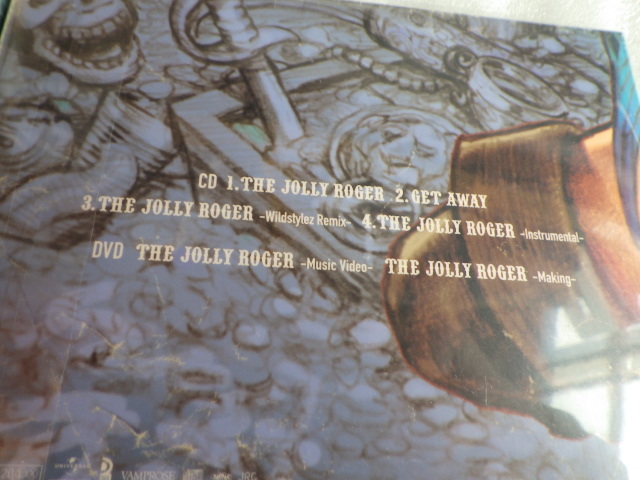 CD 1.THE JOLLY ROGER 2.GET AWAY
3.THE JOLLY ROGER -Wildstylez Remix- 4.THE JOLLY ROGER -Instrumental-
DVD THE JOLLY ROGER -Music Video- THE JOLLY ROGER -Making-
UNIVERSAL VAMPROSE